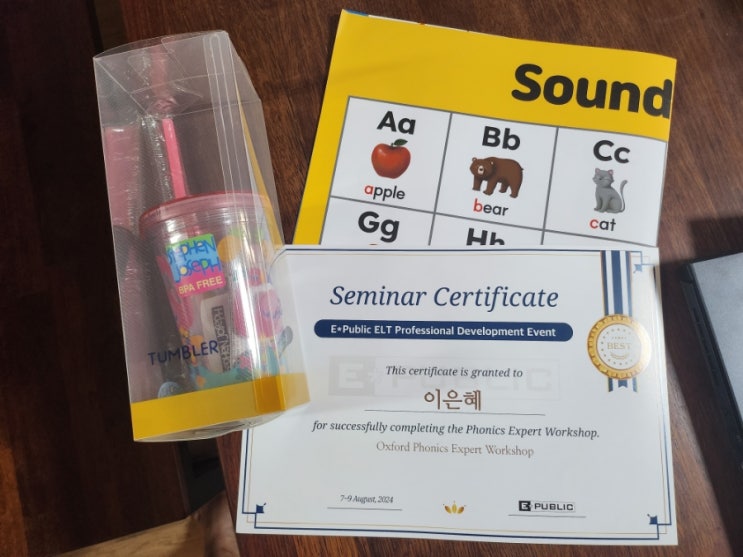 Sound
Aa
Bb
Cc
apple
bear
cat
Gg
Hh
STEPHEN
JOSEPH
BPA FREE
TUMBLER
Seminar Certificate
E•Public ELT Professional Development Event
BEST
This certificate is granted to
이은혜
for successfully completing the Phonics Expert Workshop.
Oxford Phonics Expert Workshop
7-9 August, 2024
E•PUBLIC